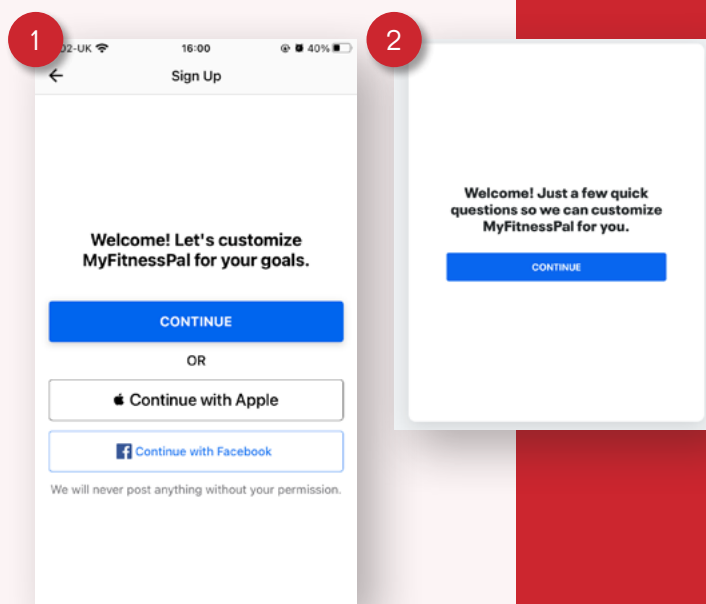 1
O2-UK
16:00
40%
Sign Up
Welcome! Let's customize
MyFitnessPal for your goals.
CONTINUE
OR
Continue with Apple
f Continue with Facebook
We will never post anything without your permission.
2
Welcome! Just a few quick
questions so we can customize
MyFitnessPal for you.
CONTINUE